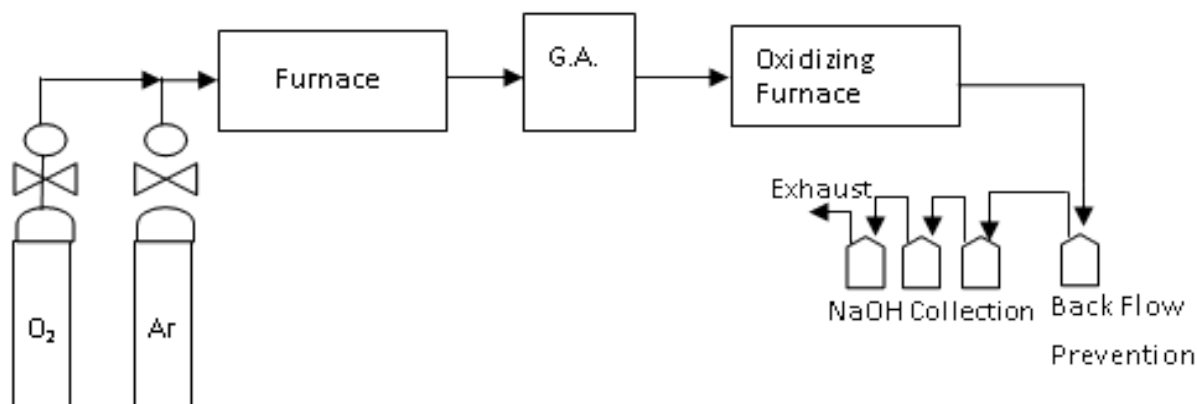 Furnace
G.A.
Oxidizing
Furnace
Exhaust
O₂
Ar
NaOH Collection
Back Flow
Prevention